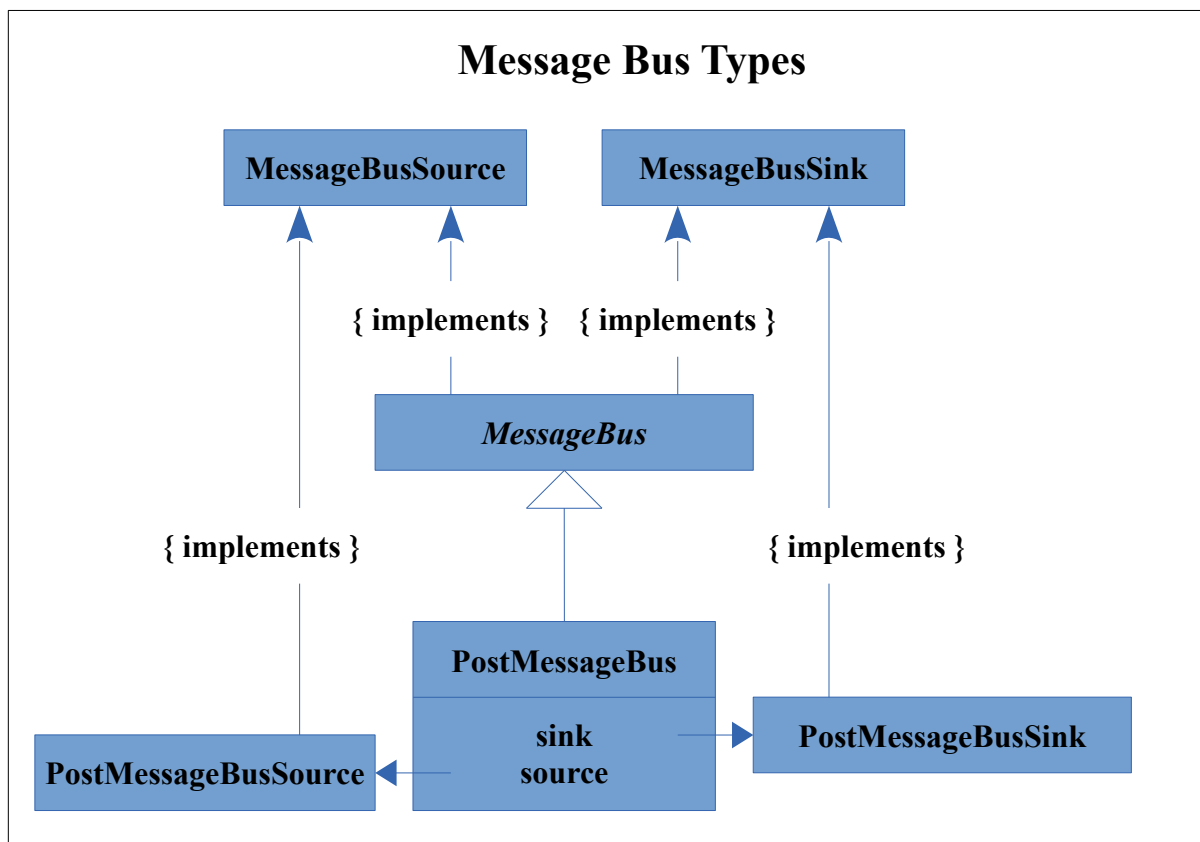 Message Bus Types
MessageBusSource
MessageBusSink
{ implements }
{ implements }
MessageBus
{ implements }
{ implements }
PostMessageBus
sink
source
PostMessageBusSink
PostMessageBusSource